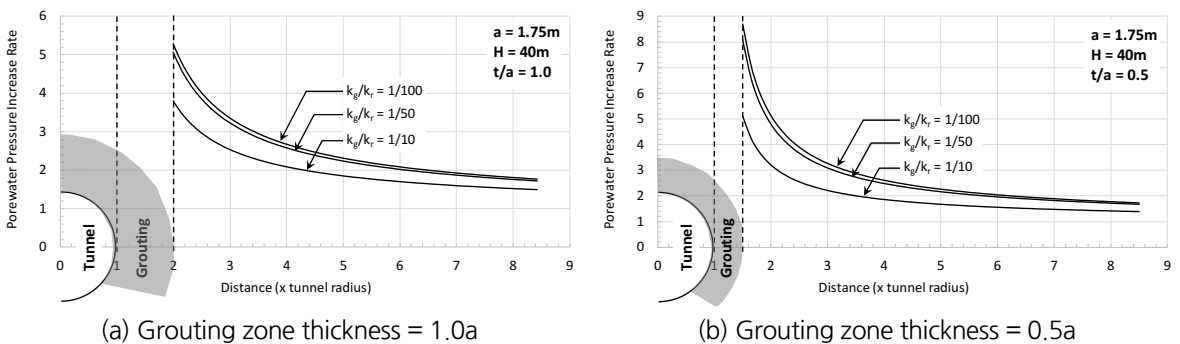 6
5
4
3
2
1
0
Porewater Pressure Increase Rate
a = 1.75m
H = 40m
t/a = 1.0
kg/kr = 1/100
kg/kr = 1/50
kg/kr = 1/10
Tunnel
Grouting
0 1 2 3 4 5 6 7 8 9
Distance (x tunnel radius)
(a) Grouting zone thickness = 1.0a
9
8
7
6
5
4
3
2
1
0
Porewater Pressure Increase Rate
a = 1.75m
H = 40m
t/a = 0.5
kg/kr = 1/100
kg/kr = 1/50
kg/kr = 1/10
Tunnel
Grouting
0 1 2 3 4 5 6 7 8 9
Distance (x tunnel radius)
(b) Grouting zone thickness = 0.5a